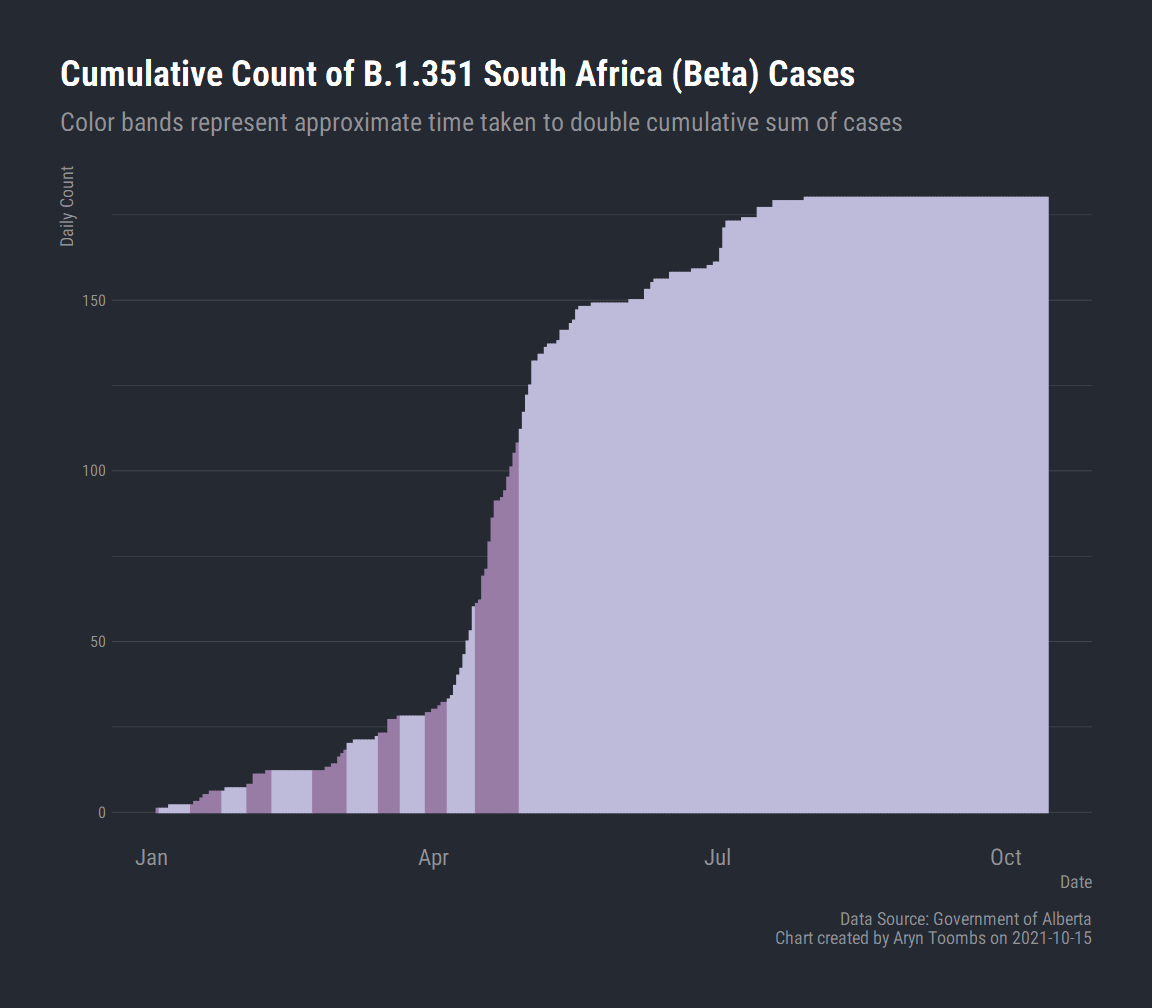 Cumulative Count of B.1.351 South Africa (Beta) Cases
Color bands represent approximate time taken to double cumulative sum of cases
Daily Count
150
100
50
0
Jan Apr Jul Oct
Date
Data Source: Government of Alberta
Chart created by Aryn Toombs on 2021-10-15